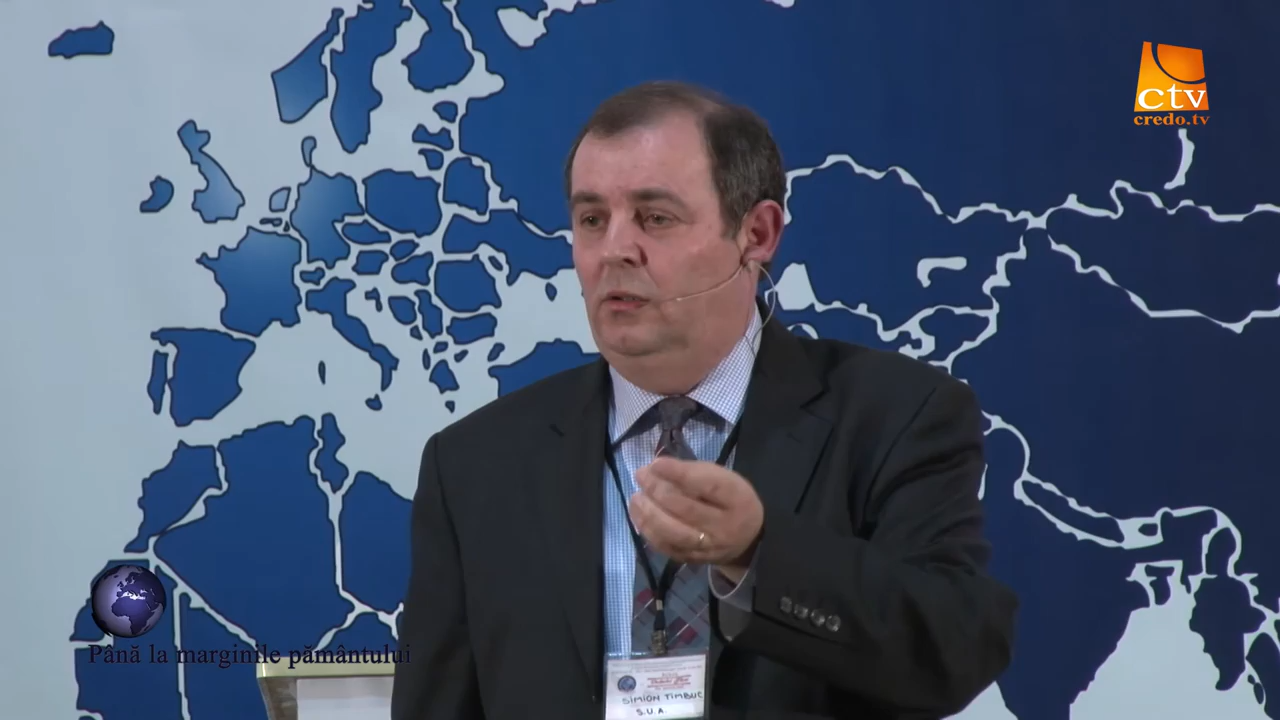 ctv
credo.tv
Până la marginile pământului
SIMION TIMBUC
S.U.A.